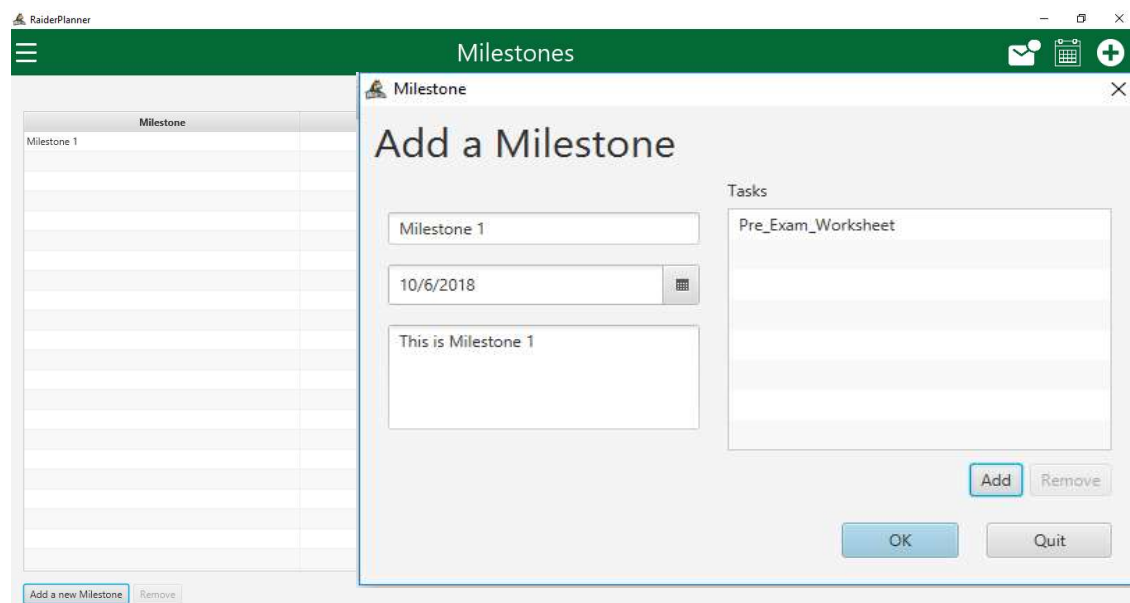 RaiderPlanner
Milestones
Milestone
Milestone 1
Add a new Milestone
Remove
Milestone
Add a Milestone
Milestone 1
10/6/2018
This is Milestone 1
Tasks
Pre_Exam_Worksheet
Add
Remove
OK
Quit